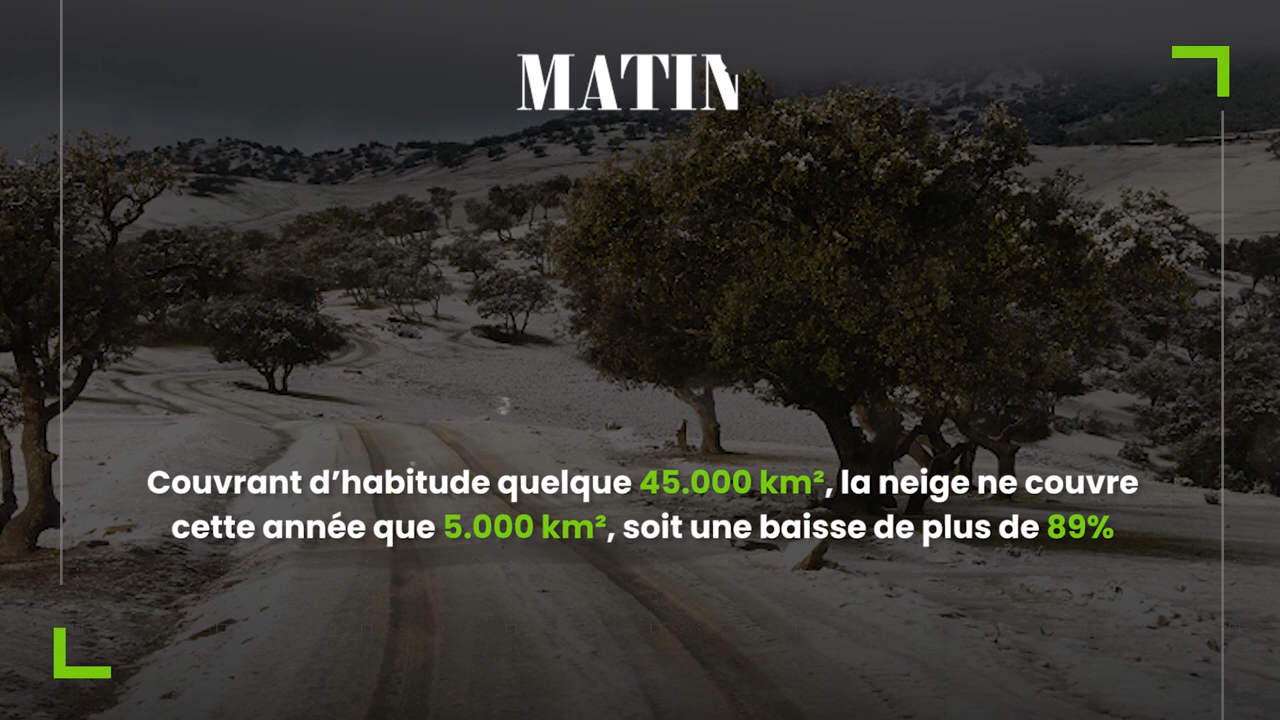 MATIN
Couvrant d’habitude quelque 45.000 km², la neige ne couvre
cette année que 5.000 km², soit une baisse de plus de 89%